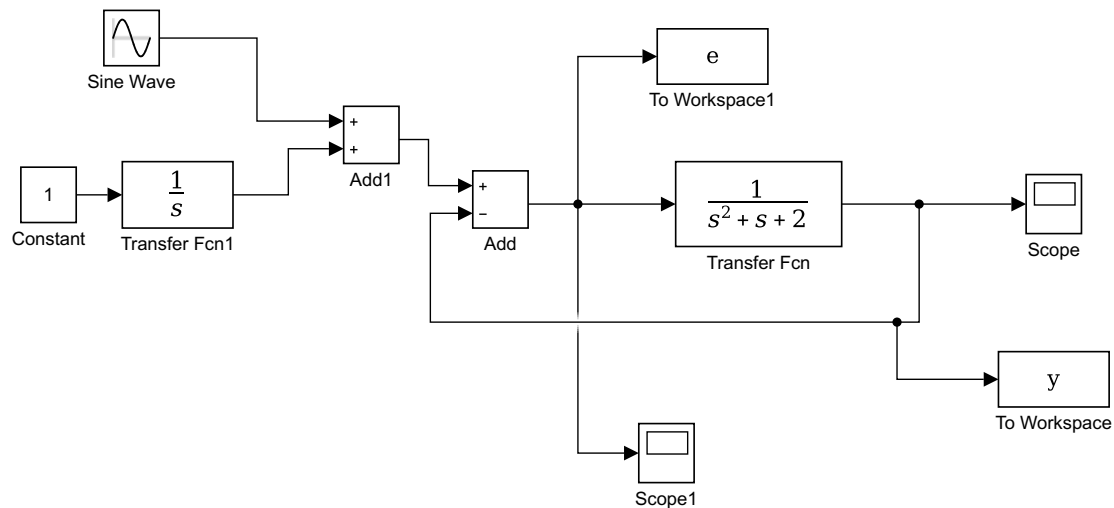 Sine Wave
e
To Workspace1
+
+
Add1
1
Constant
1
s
Transfer Fcn1
+
−
Add
1
s² + s + 2
Transfer Fcn
Scope
y
To Workspace
Scope1